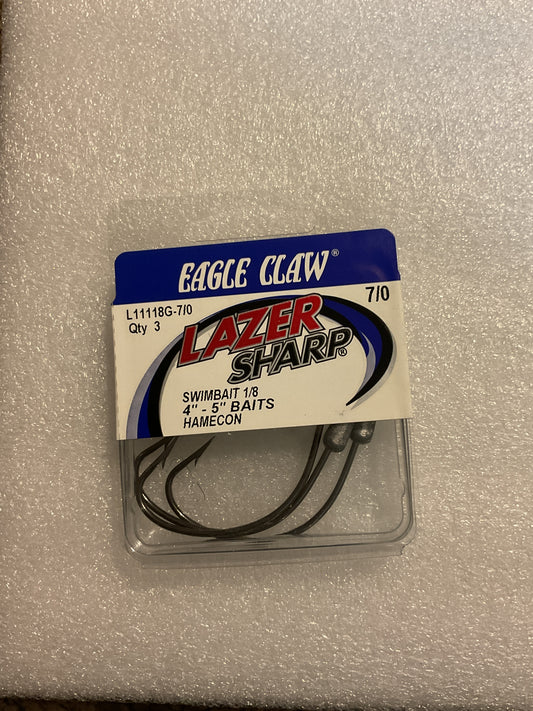 EAGLE CLAW®
L11118G-7/0
Qty 3
7/0
LAZER
SHARP®
SWIMBAIT 1/8
4" - 5" BAITS
HAMECON